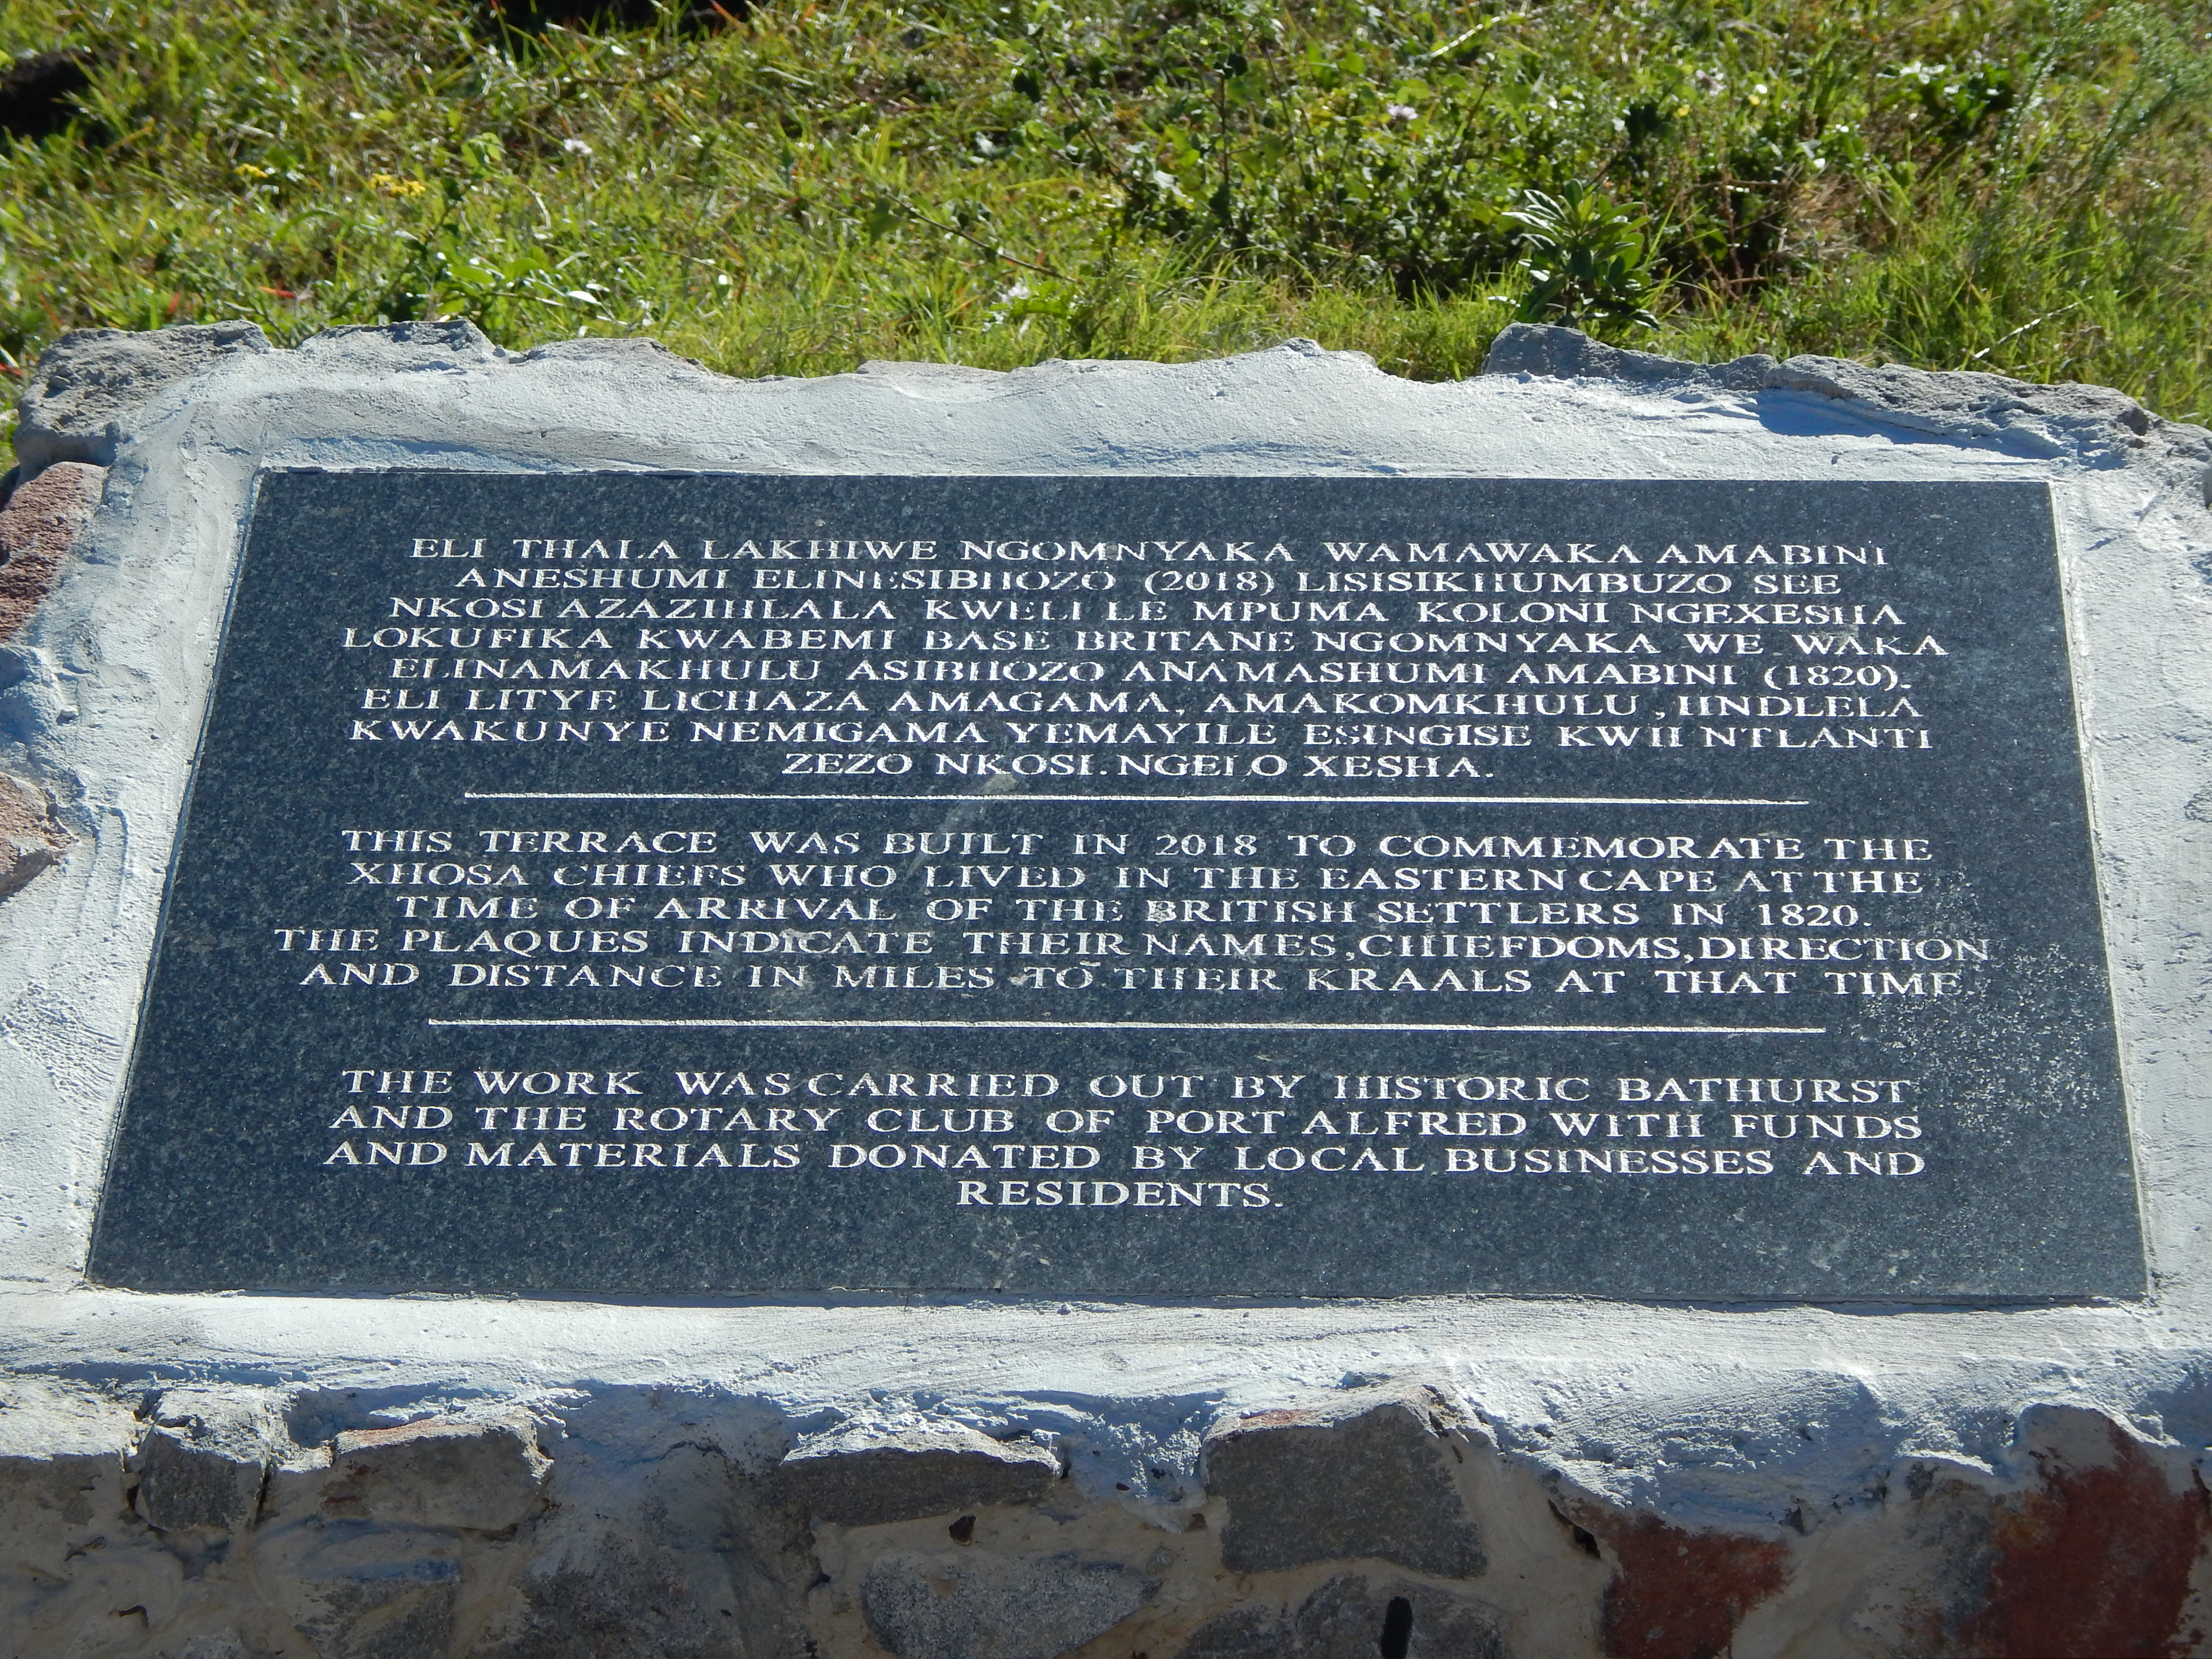 ELI THALA LAKHIWE NGOMNYAKA WAMAWAKA AMABINI
ANESHUMI ELINESIBHOZO (2018) LISISIKHUMBUZO SEE
NKOSI AZAZIHLALA KWELI LE MPUMA KOLONI NGEXESHA
LOKUFIKA KWABEMI BASE BRITANE NGOMNYAKA WE WAKA
ELINAMAKHULU ASIBHOZO ANAMASHUMI AMABINI (1820).
ELI LITYE LICHAZA AMAGAMA, AMAKOMKHULU, IINDLELA
KWAKUNYE NEMIGAMA YEMAYILE ESINGISE KWII NTLANTI
ZEZO NKOSI. NGELO XESHA.
THIS TERRACE WAS BUILT IN 2018 TO COMMEMORATE THE
XHOSA CHIEFS WHO LIVED IN THE EASTERN CAPE AT THE
TIME OF ARRIVAL OF THE BRITISH SETTLERS IN 1820.
THE PLAQUES INDICATE THEIR NAMES, CHIEFDOMS, DIRECTION
AND DISTANCE IN MILES TO THEIR KRAALS AT THAT TIME.
THE WORK WAS CARRIED OUT BY HISTORIC BATHURST
AND THE ROTARY CLUB OF PORT ALFRED WITH FUNDS
AND MATERIALS DONATED BY LOCAL BUSINESSES AND
RESIDENTS.